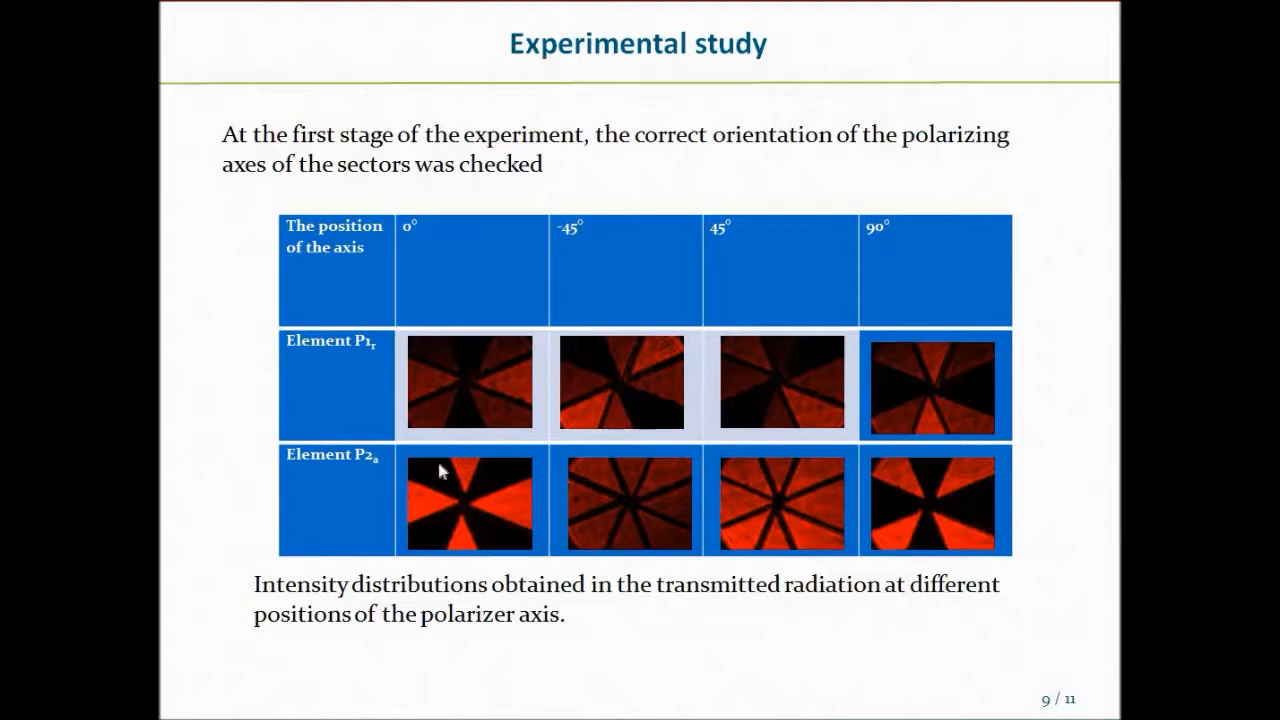 Experimental study
At the first stage of the experiment, the correct orientation of the polarizing
axes of the sectors was checked
The position
of the axis
0°
-45°
45°
90°
Element P1r
Element P2a
Intensity distributions obtained in the transmitted radiation at different
positions of the polarizer axis.
9 / 11